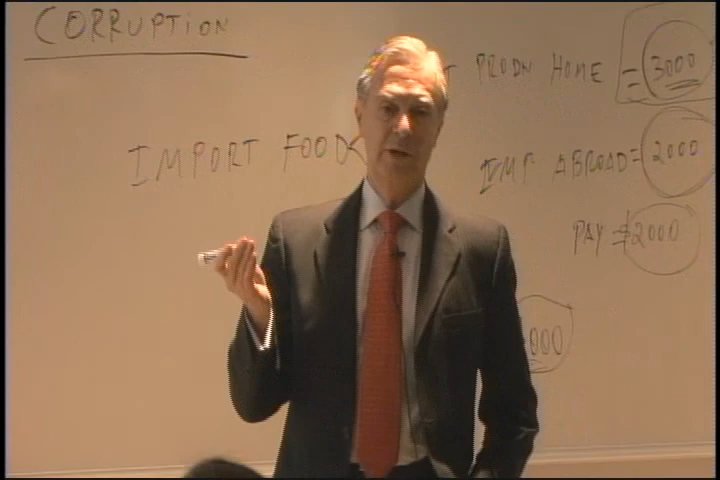 CORRUPTION
T PRODN HOME = 3000
IMPORT FOOD
IMP ABROAD = 2000
PAY = $2000
000